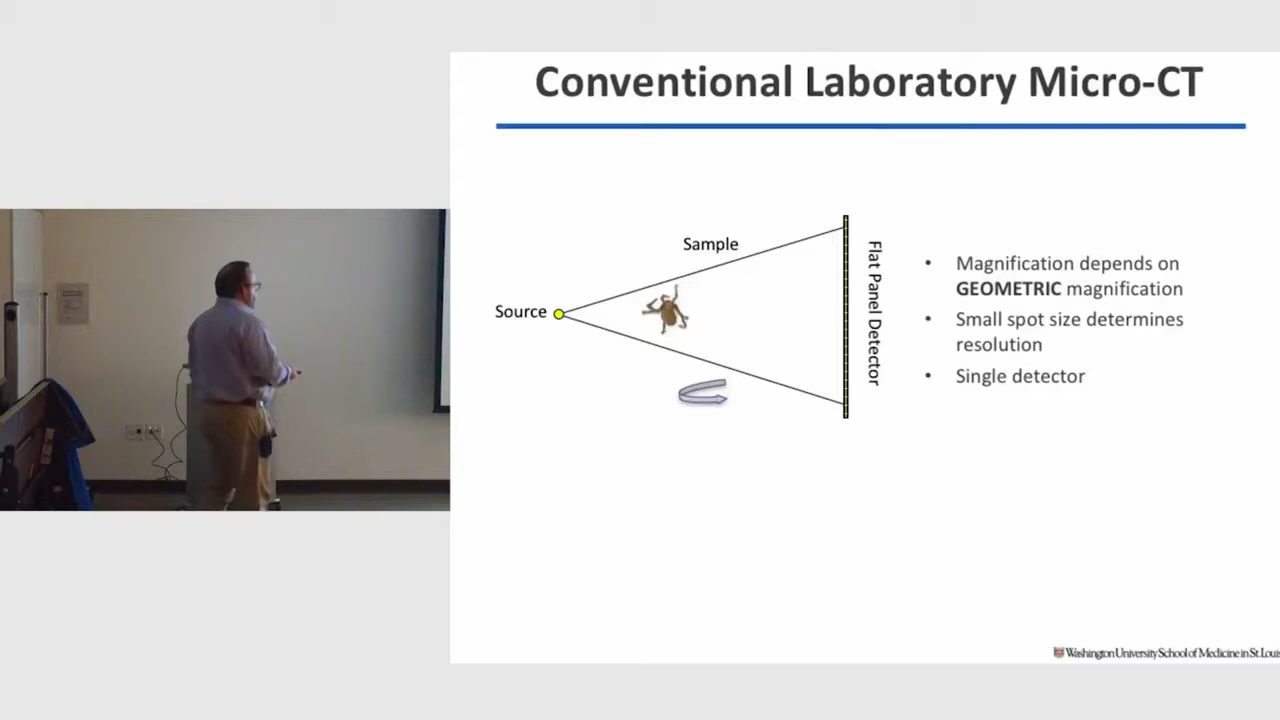 Conventional Laboratory Micro-CT
Sample
Source
Flat Panel Detector
• Magnification depends on
GEOMETRIC magnification
• Small spot size determines
resolution
• Single detector
Washington University School of Medicine in St. Louis